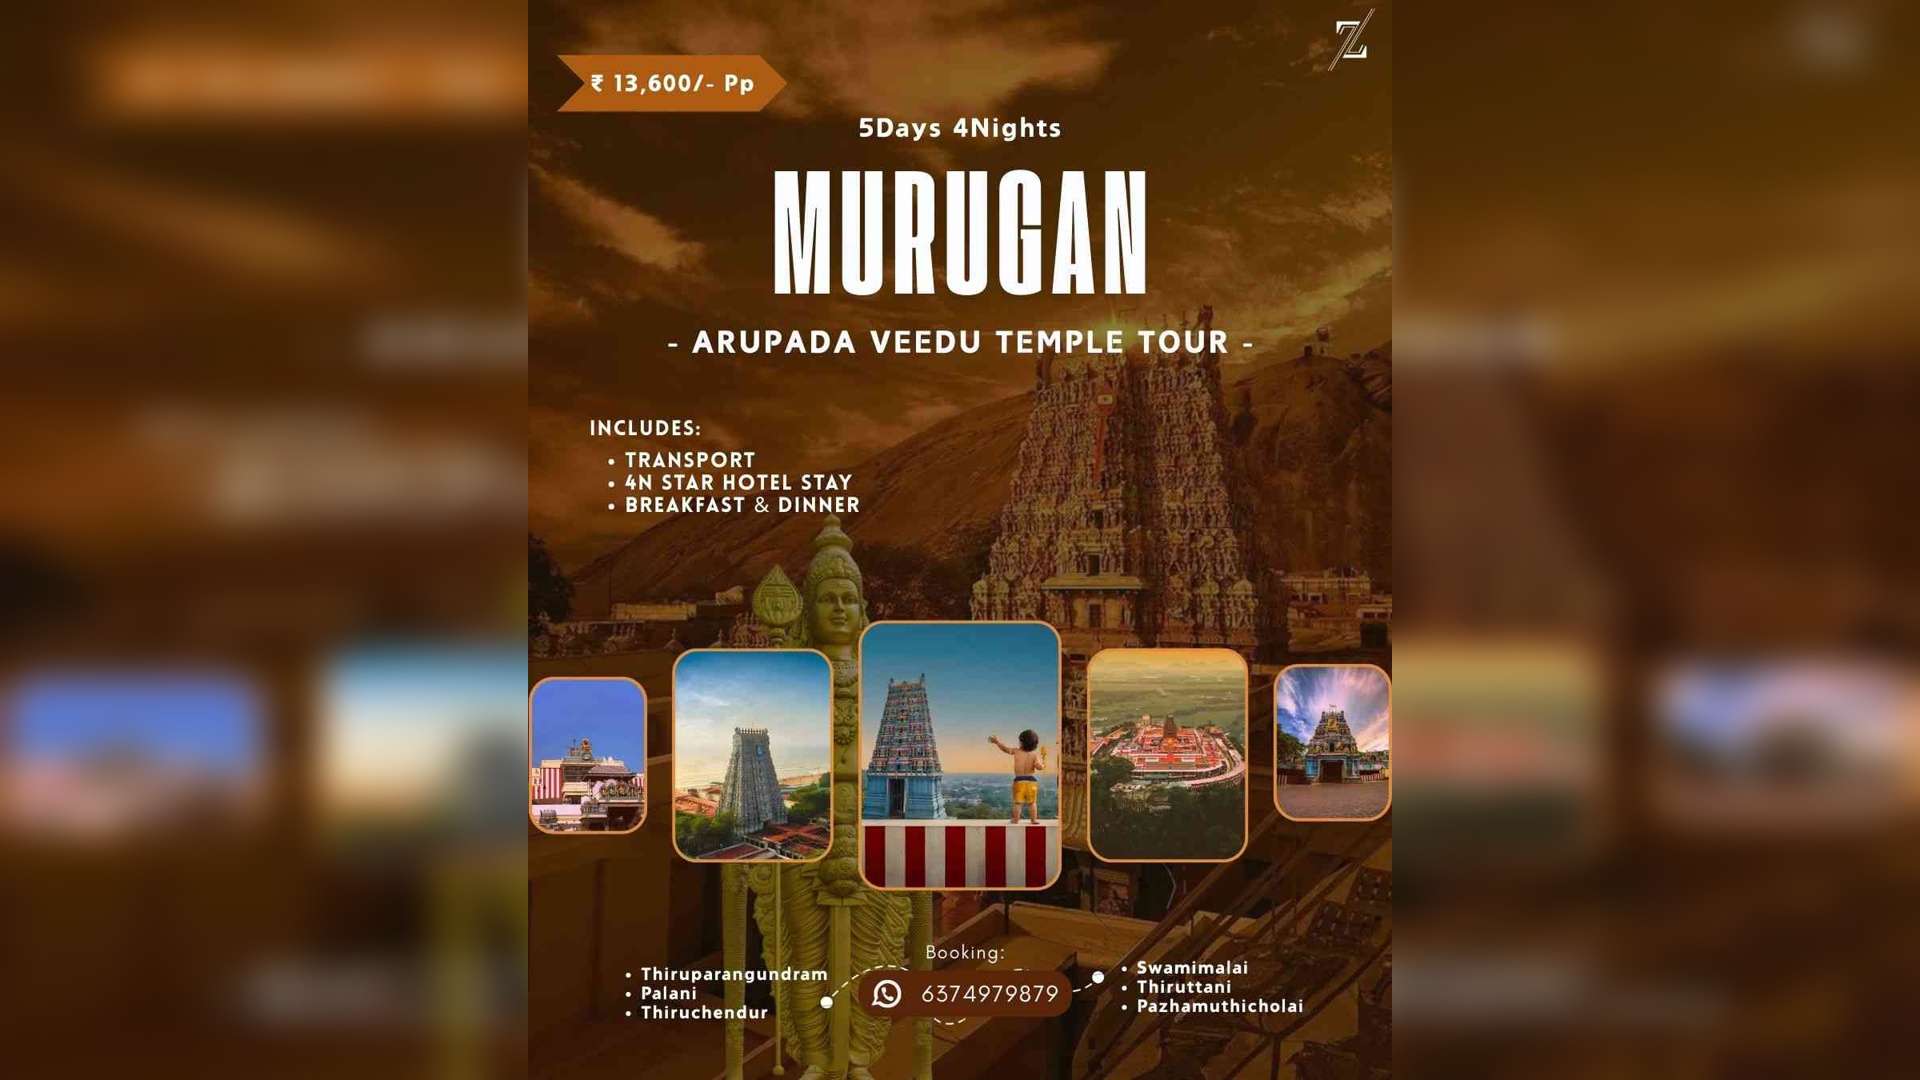 ₹ 13,600/- Pp
5Days 4Nights
MURUGAN
- ARUPADA VEEDU TEMPLE TOUR -
INCLUDES:
• TRANSPORT
• 4N STAR HOTEL STAY
• BREAKFAST & DINNER
Booking:
6374979879
• Thiruparangundram
• Palani
• Thiruchendur
• Swamimalai
• Thiruttani
• Pazhamuthicholai
Z